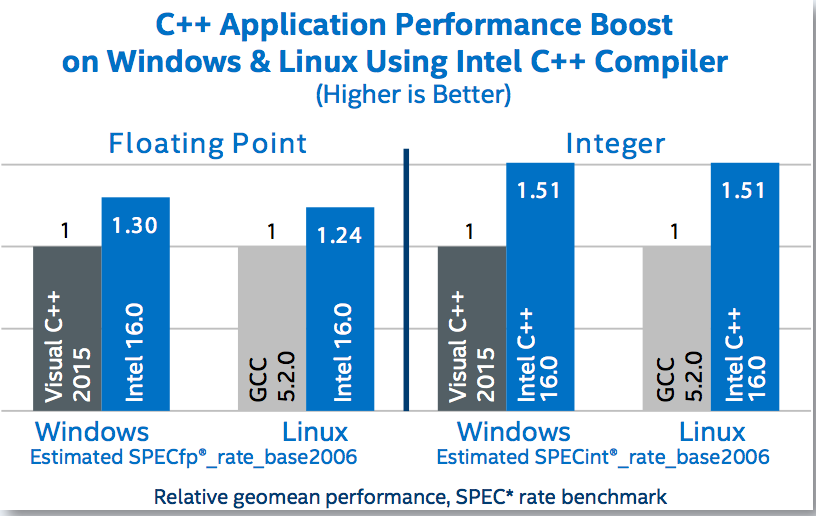 C++ Application Performance Boost
on Windows & Linux Using Intel C++ Compiler
(Higher is Better)
Floating Point
Integer
1
1.30
1
1.24
1
1.51
1
1.51
Visual C++
2015
Intel 16.0
GCC
5.2.0
Intel 16.0
Visual C++
2015
Intel C++
16.0
GCC
5.2.0
Intel C++
16.0
Windows
Linux
Windows
Linux
Estimated SPECfp®_rate_base2006
Estimated SPECint®_rate_base2006
Relative geomean performance, SPEC* rate benchmark